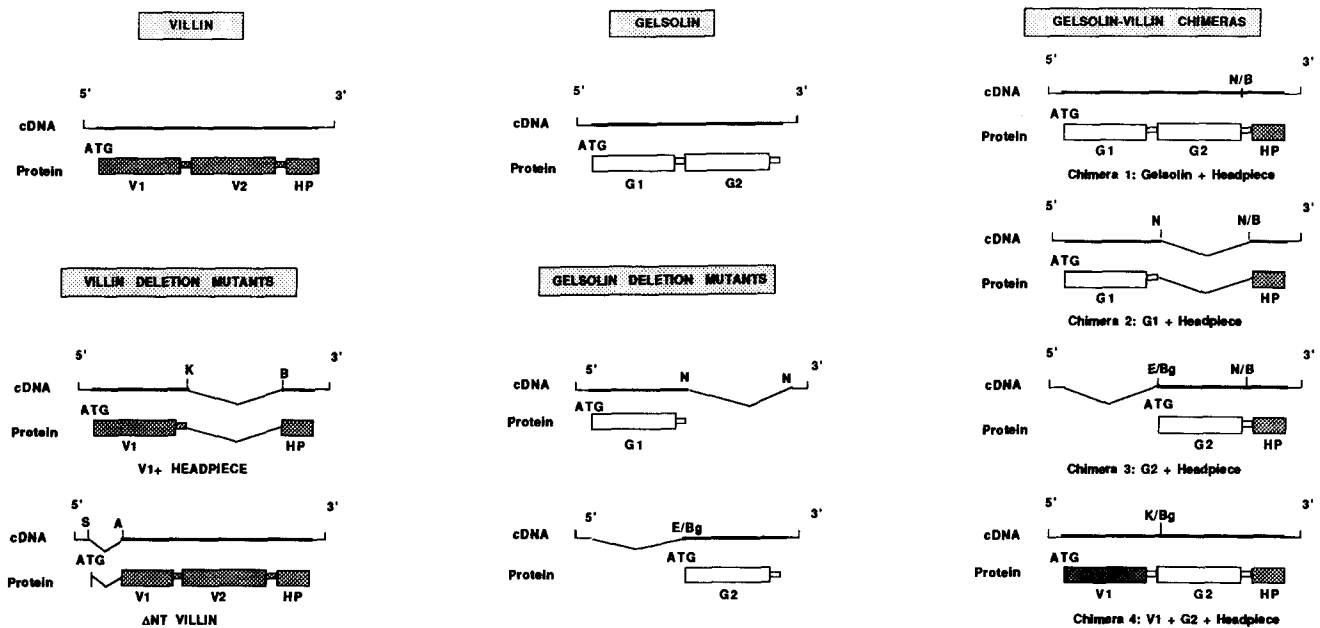 VILLIN
5' 3'
cDNA
ATG
Protein
V1 V2 HP
VILLIN DELETION MUTANTS
5' 3'
K B
cDNA
ATG
Protein
V1 HP
V1+ HEADPIECE
5' 3'
S A
cDNA
ATG
Protein
V1 V2 HP
ΔNT VILLIN
GELSOLIN
5' 3'
cDNA
ATG
Protein
G1 G2
GELSOLIN DELETION MUTANTS
5' 3'
N N
cDNA
ATG
Protein
G1
5' 3'
E/Bg
cDNA
ATG
Protein
G2
GELSOLIN-VILLIN CHIMERAS
5' 3'
N/B
cDNA
ATG
Protein
G1 G2 HP
Chimera 1: Gelsolin + Headpiece
5' 3'
N N/B
cDNA
ATG
Protein
G1 HP
Chimera 2: G1 + Headpiece
5' 3'
E/Bg N/B
cDNA
ATG
Protein
G2 HP
Chimera 3: G2 + Headpiece
5' 3'
K/Bg
cDNA
ATG
Protein
V1 G2 HP
Chimera 4: V1 + G2 + Headpiece